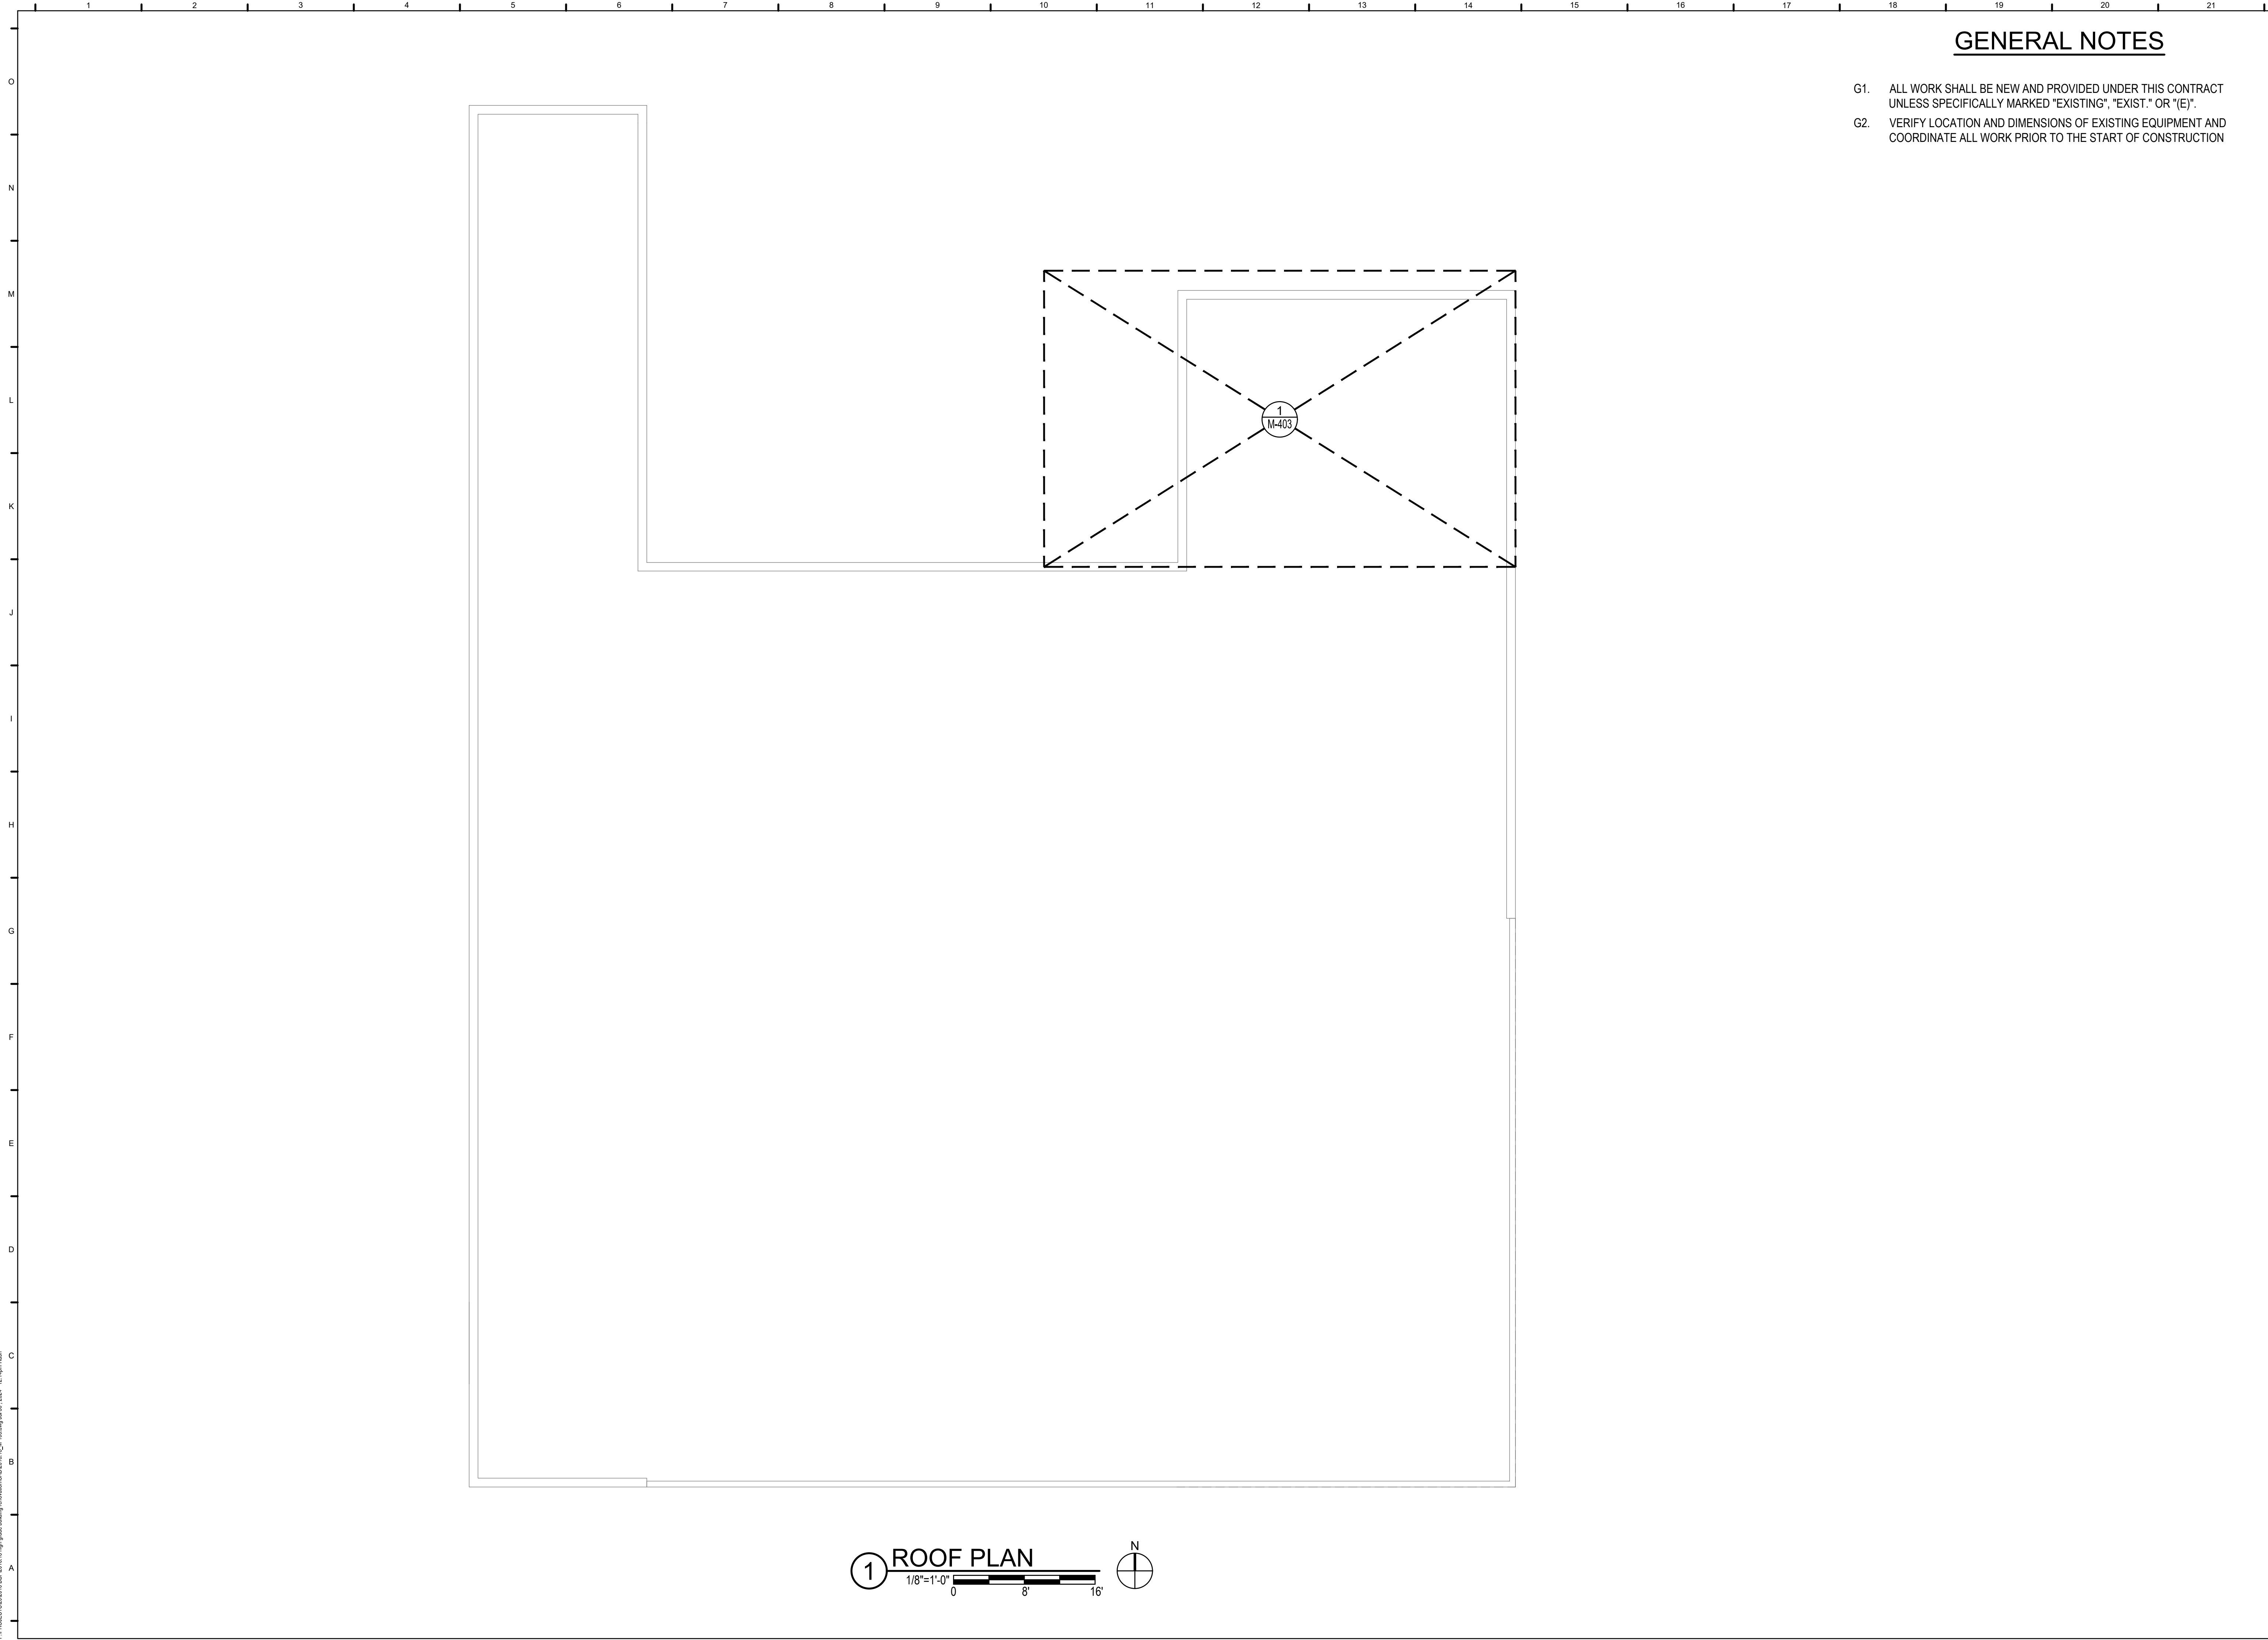 1 2 3 4 5 6 7 8 9 10 11 12 13 14 15 16 17 18 19 20 21
GENERAL NOTES
G1. ALL WORK SHALL BE NEW AND PROVIDED UNDER THIS CONTRACT
UNLESS SPECIFICALLY MARKED "EXISTING", "EXIST." OR "(E)".
G2. VERIFY LOCATION AND DIMENSIONS OF EXISTING EQUIPMENT AND
COORDINATE ALL WORK PRIOR TO THE START OF CONSTRUCTION
O
N
M
L
K
J
I
H
G
F
E
D
C
B
A
1
M-403
1 ROOF PLAN
1/8"=1'-0"
0 8' 16'
N